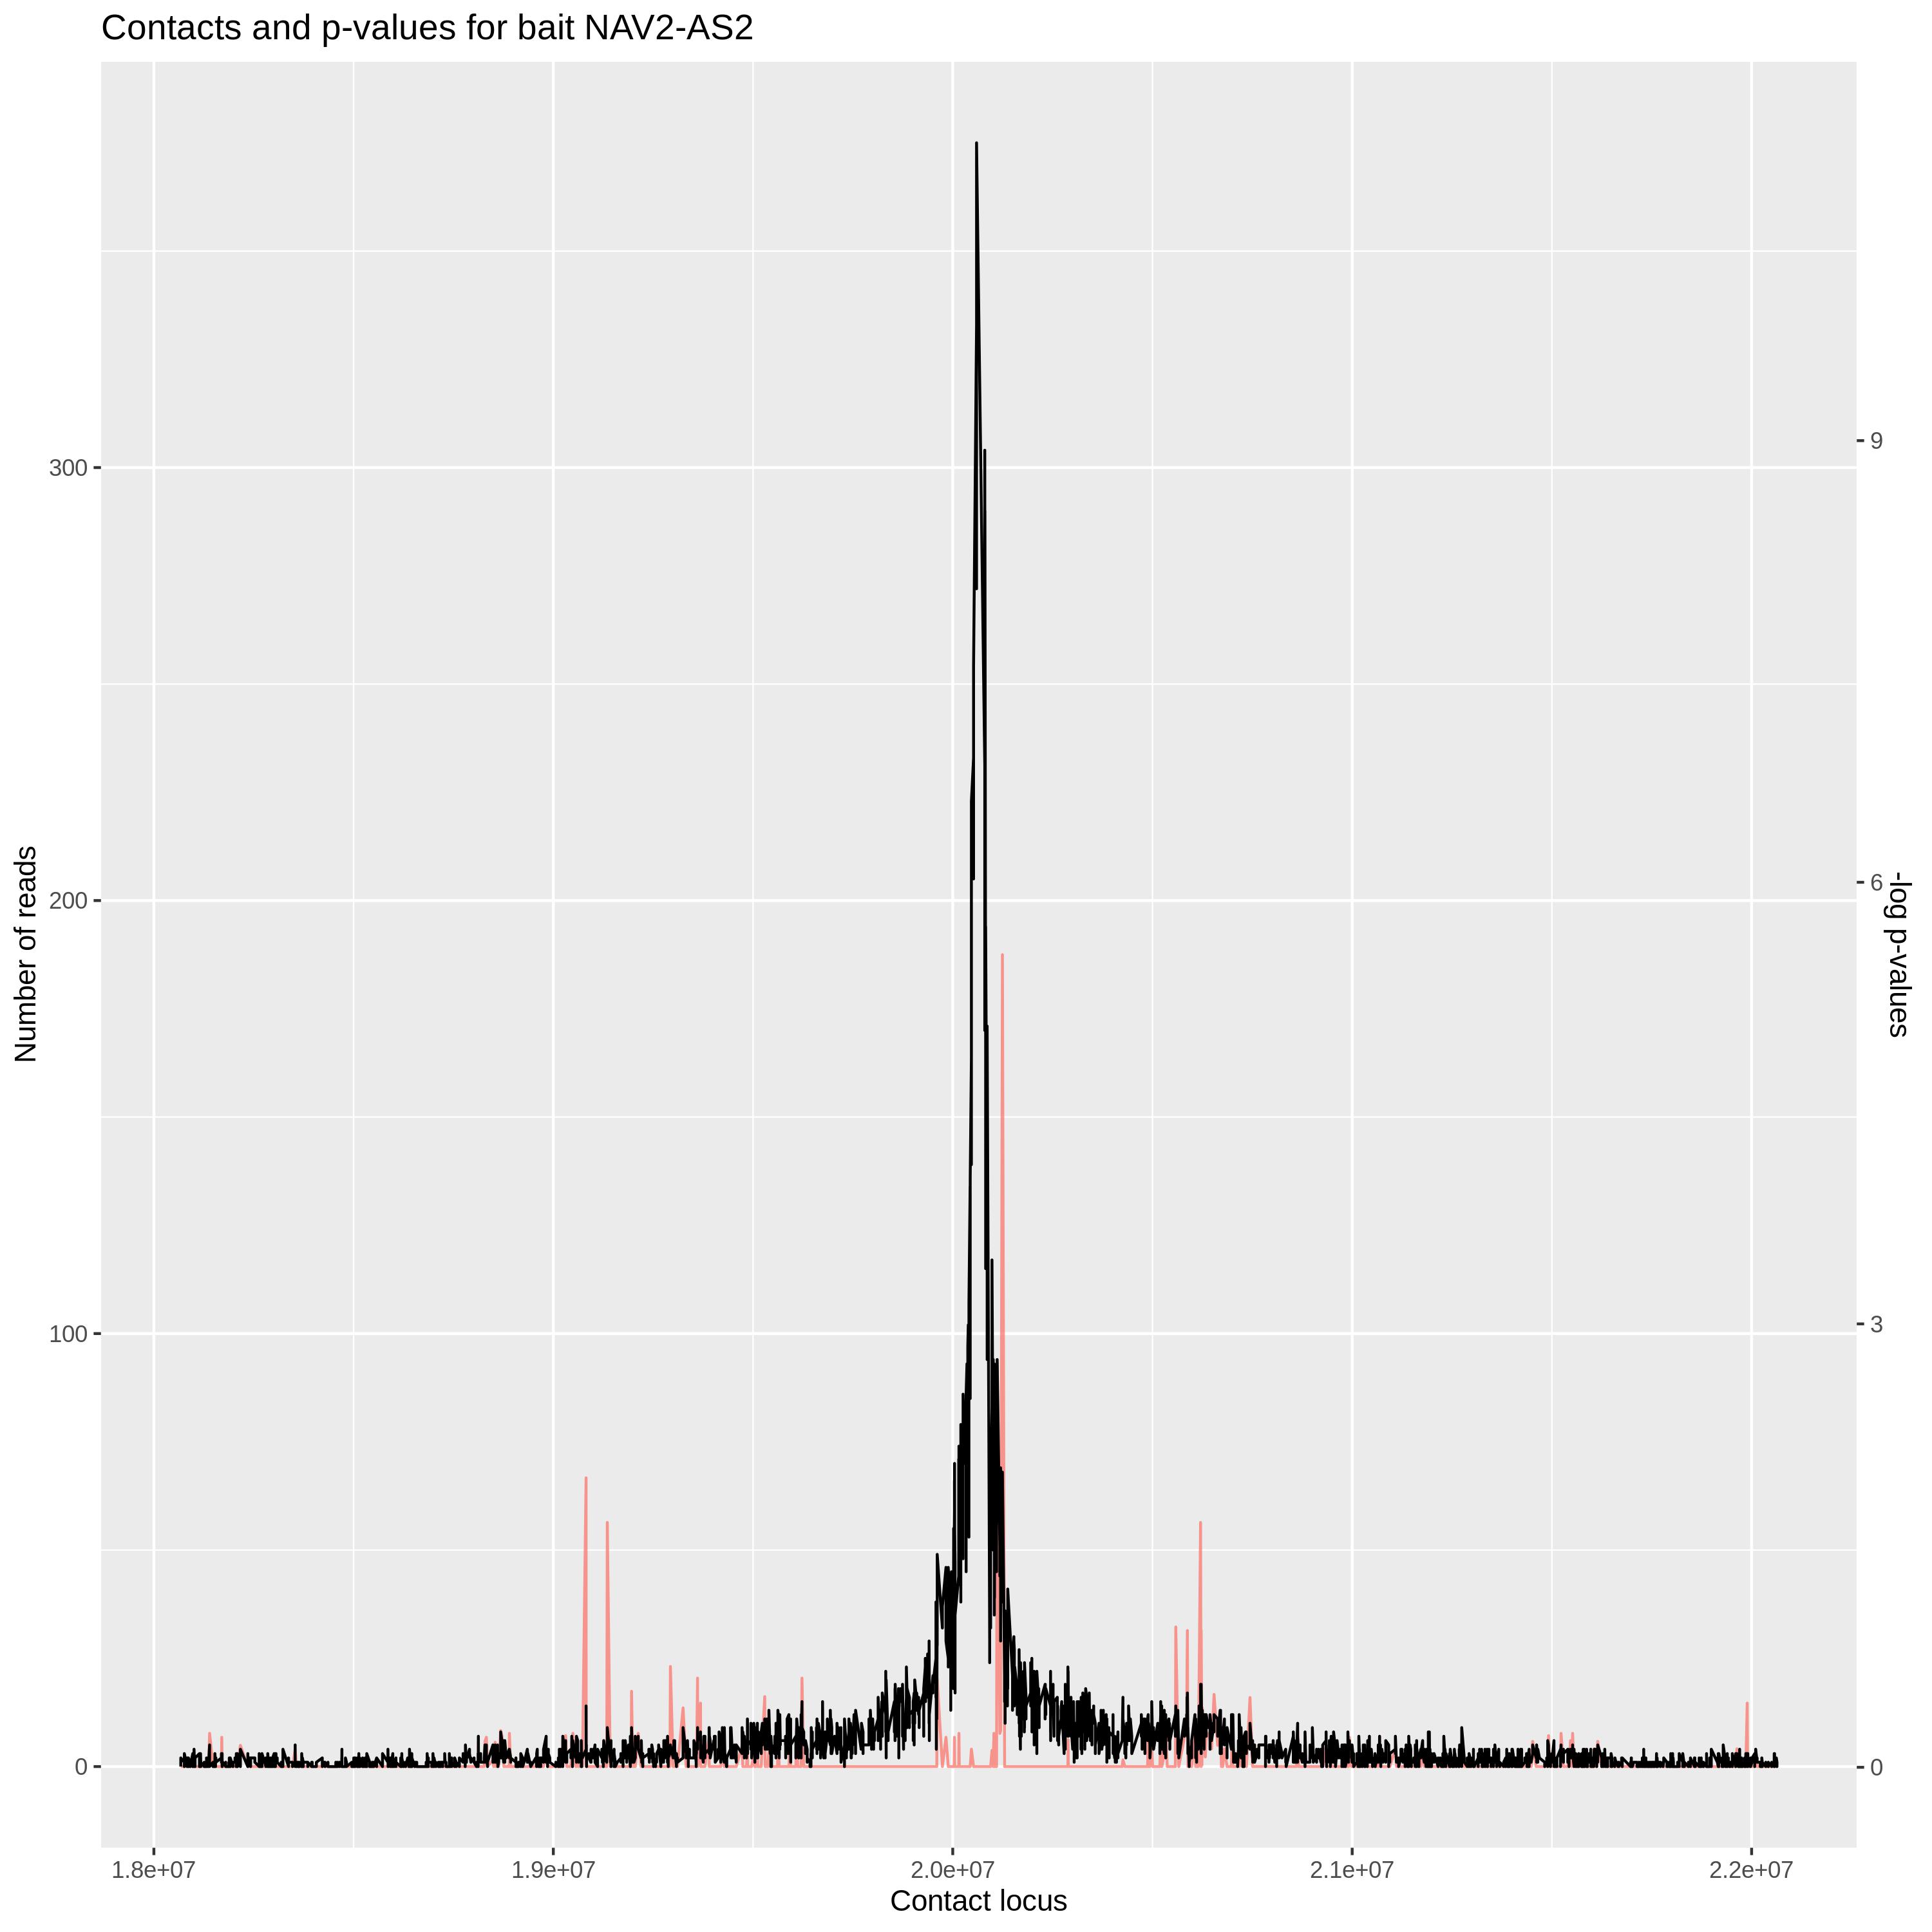 Contacts and p-values for bait NAV2-AS2
Number of reads
300
200
100
0
9
6
3
0
-log p-values
1.8e+07
1.9e+07
2.0e+07
2.1e+07
2.2e+07
Contact locus